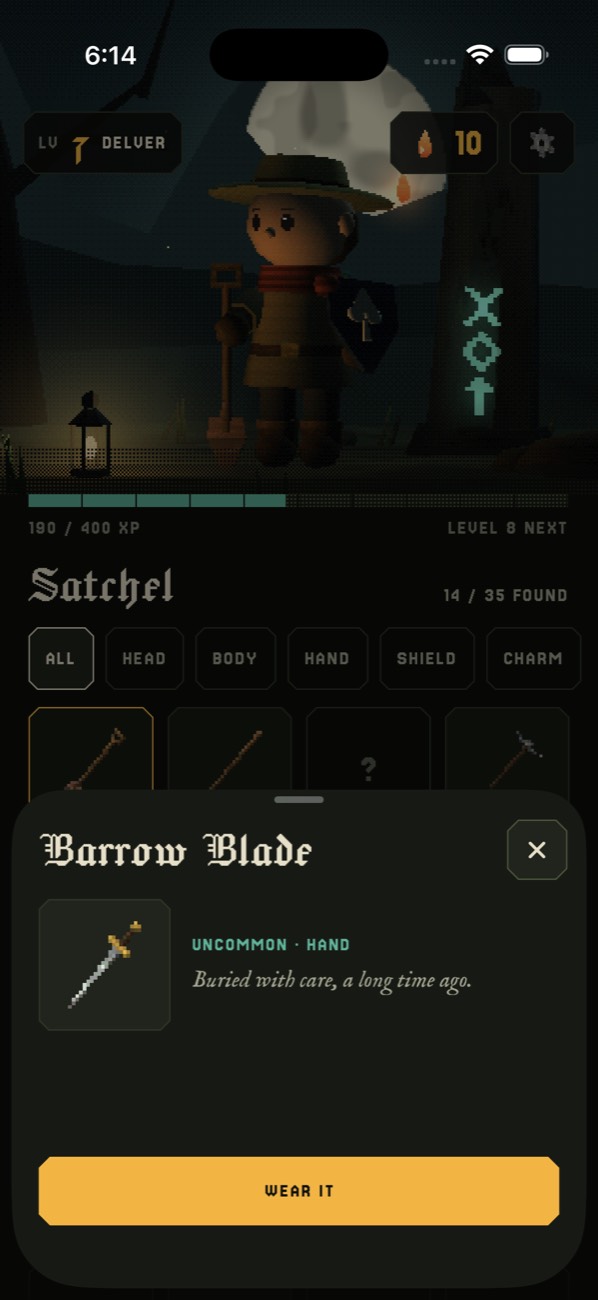 6:14
LV 7 DELVER
10
190 / 400 XP
LEVEL 8 NEXT
Satchel
14 / 35 FOUND
ALL
HEAD
BODY
HAND
SHIELD
CHARM
?
Barrow Blade
UNCOMMON · HAND
Buried with care, a long time ago.
WEAR IT